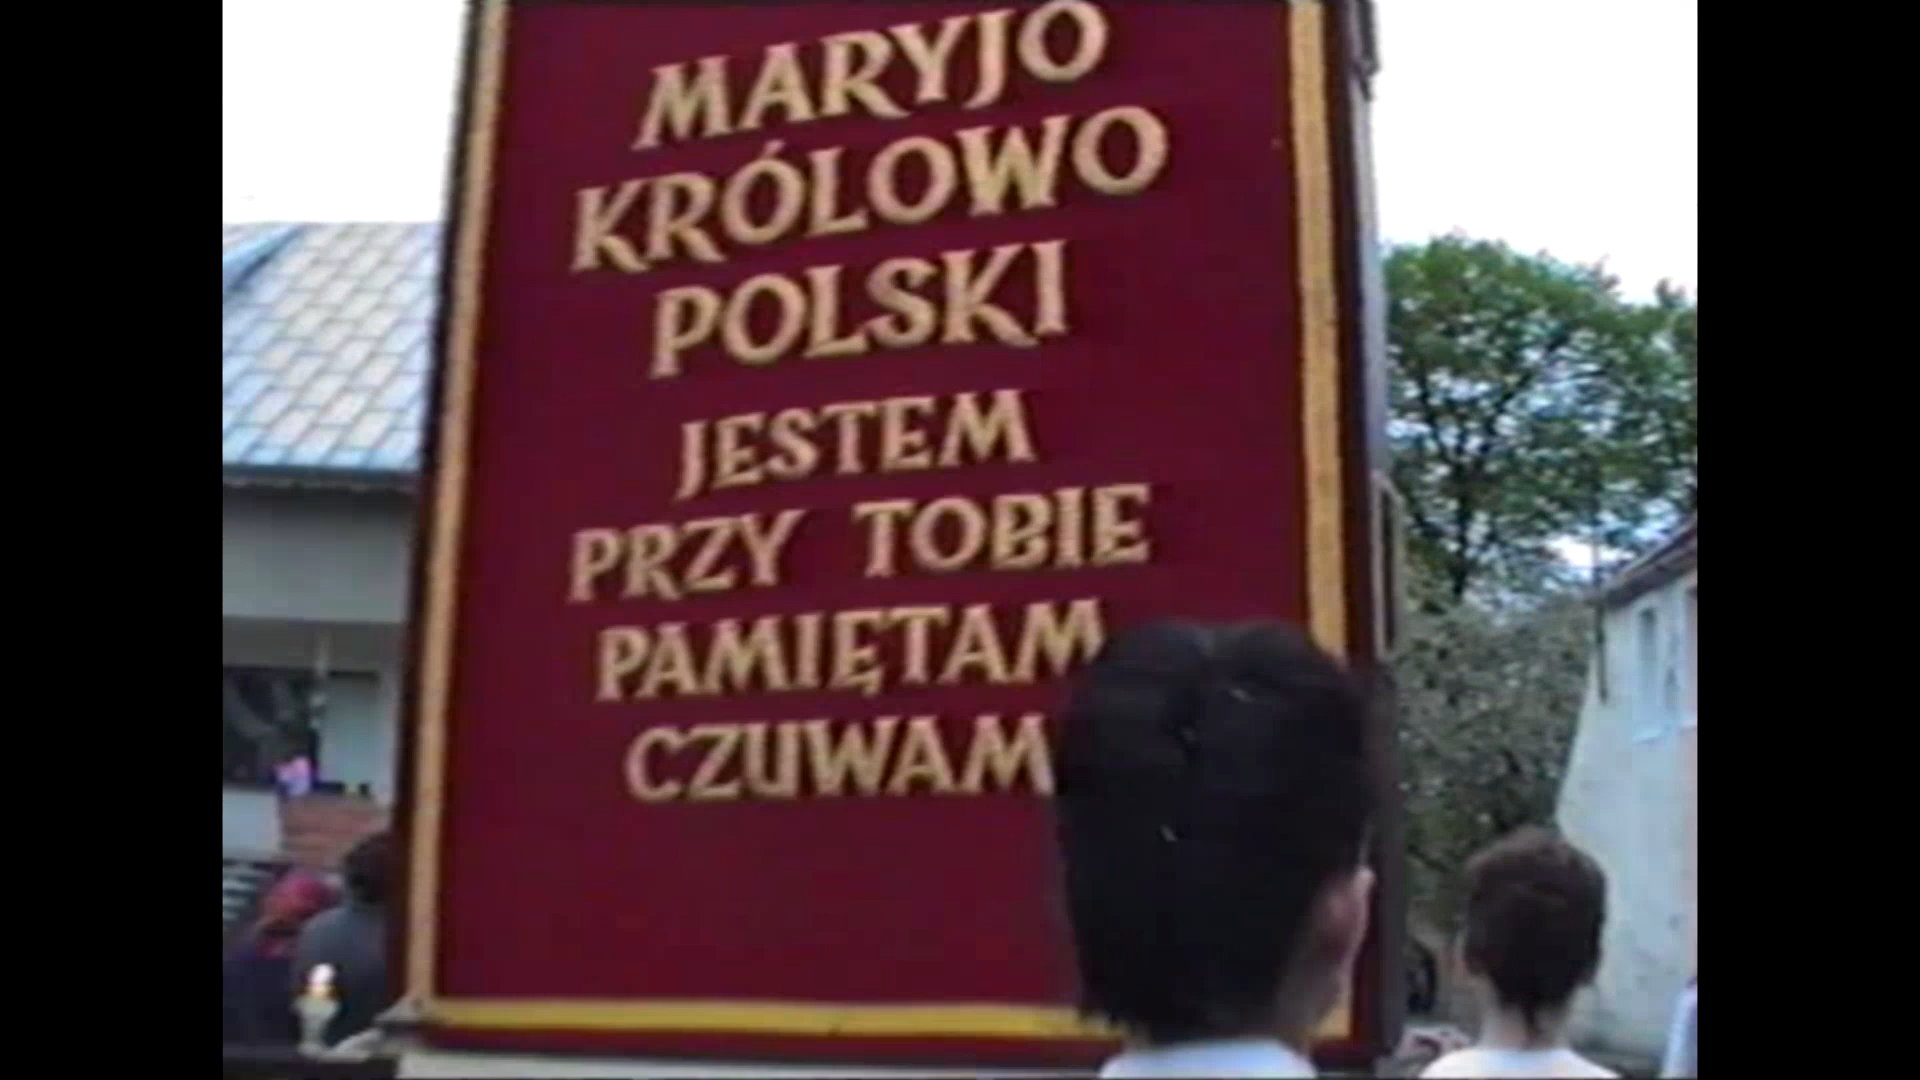 MARYJO
KRÓLOWO
POLSKI
JESTEM
PRZY TOBIE
PAMIĘTAM
CZUWAM